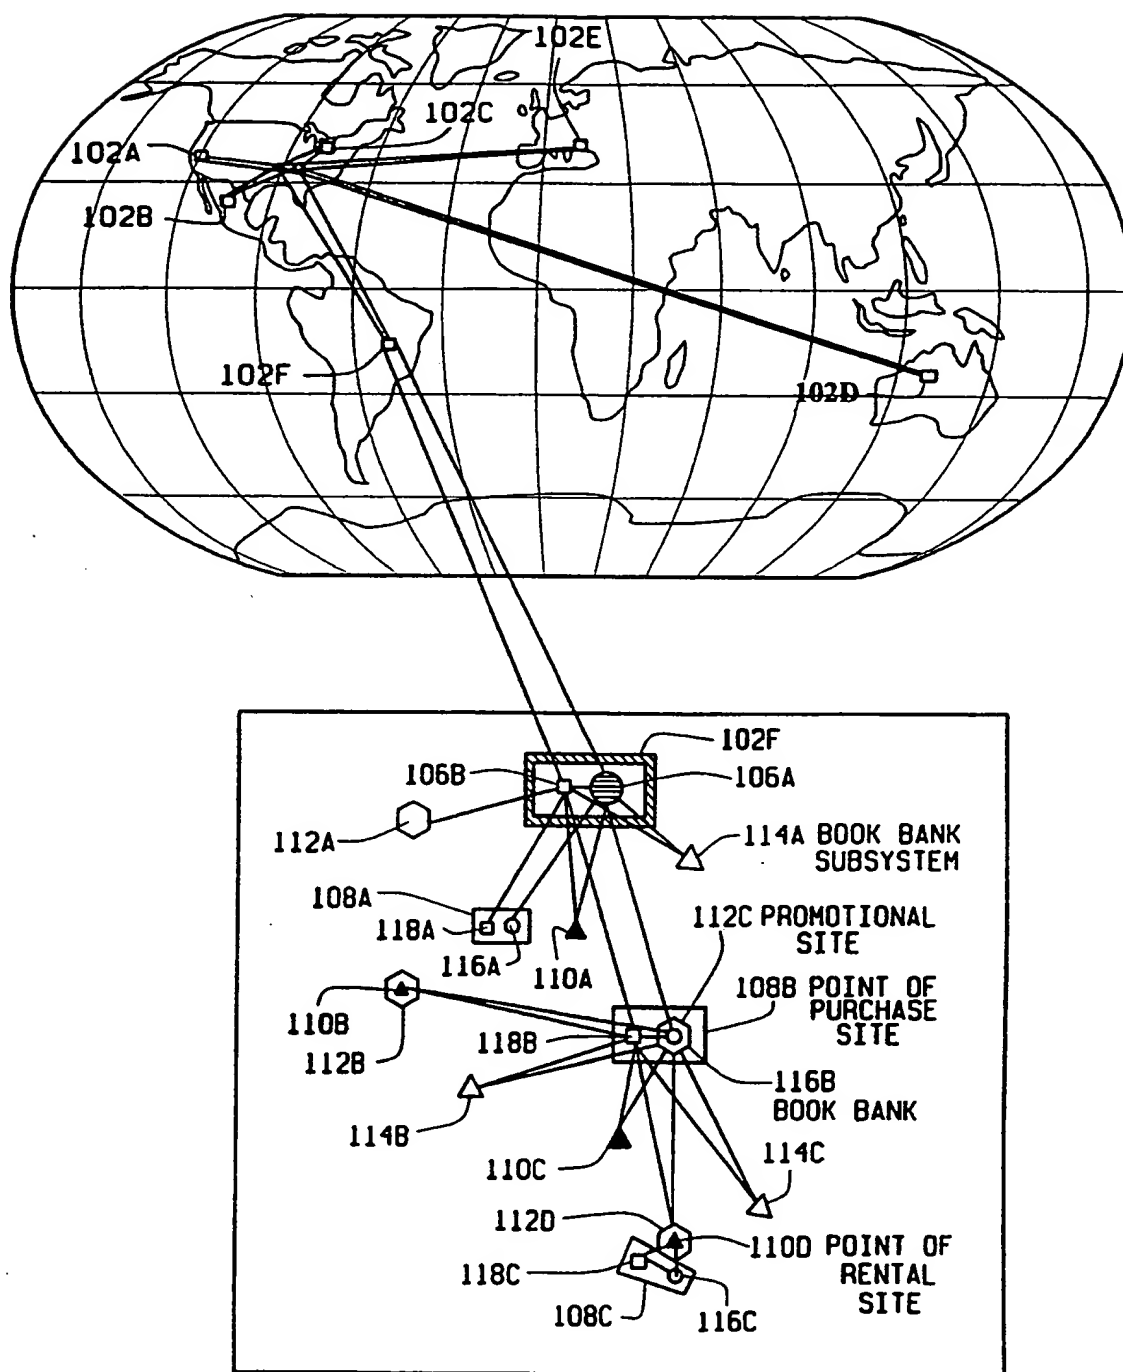 102E
102C
102A
102B
102F
102D
102F
106B
106A
112A
114A BOOK BANK
SUBSYSTEM
108A
118A
116A
110A
112C PROMOTIONAL
SITE
108B POINT OF
PURCHASE
SITE
110B
112B
118B
116B
BOOK BANK
114B
110C
114C
112D
110D POINT OF
RENTAL
SITE
118C
108C
116C